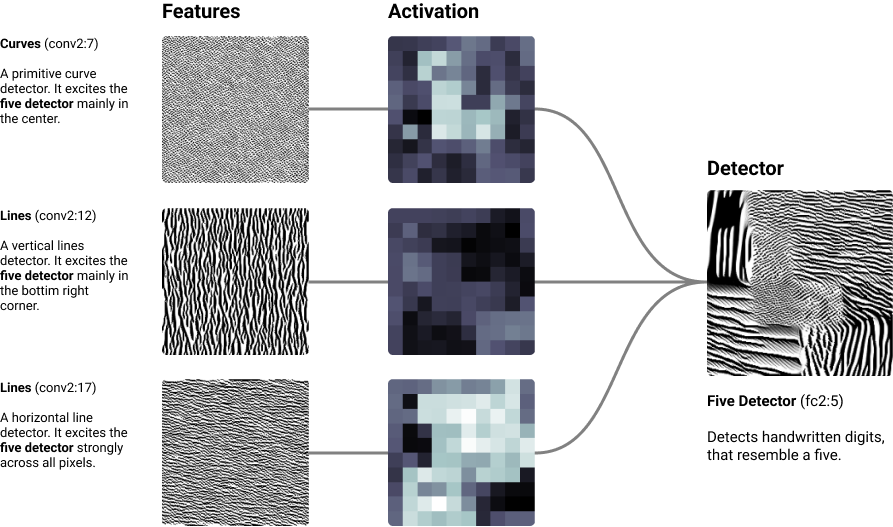 Features
Activation
Curves (conv2:7)
A primitive curve
detector. It excites the
five detector mainly in
the center.
Lines (conv2:12)
A vertical lines
detector. It excites the
five detector mainly in
the bottim right
corner.
Lines (conv2:17)
A horizontal line
detector. It excites the
five detector strongly
across all pixels.
Detector
Five Detector (fc2:5)
Detects handwritten digits,
that resemble a five.